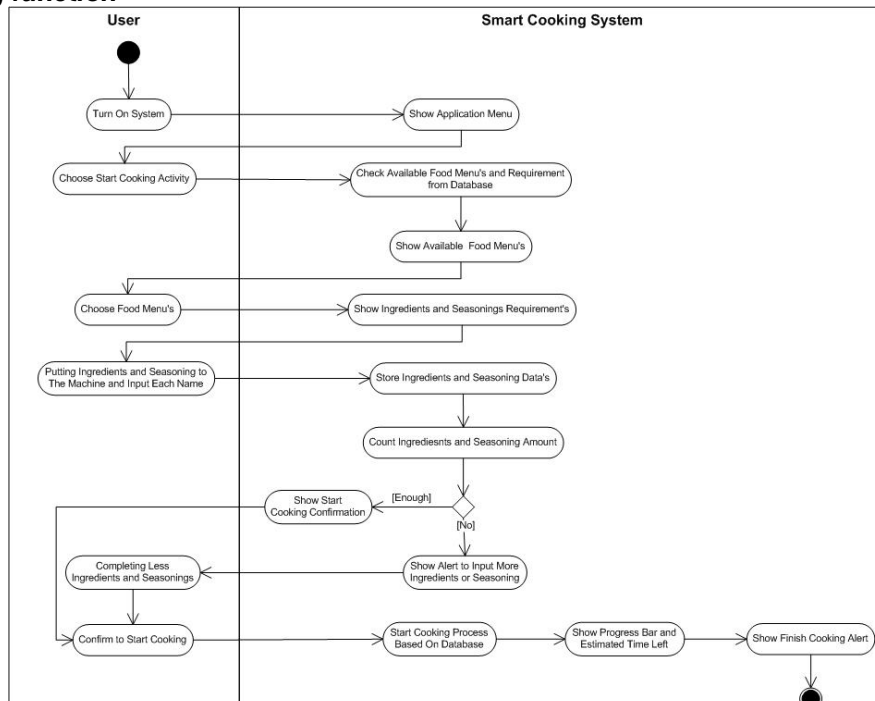 function
User
Smart Cooking System
Turn On System
Show Application Menu
Choose Start Cooking Activity
Check Available Food Menu's and Requirement
from Database
Show Available Food Menu's
Choose Food Menu's
Show Ingredients and Seasonings Requirement's
Putting Ingredients and Seasoning to
The Machine and Input Each Name
Store Ingredients and Seasoning Data's
Count Ingrediesnts and Seasoning Amount
[Enough]
Show Start
Cooking Confirmation
[No]
Completing Less
Ingredients and Seasonings
Show Alert to Input More
Ingredients or Seasoning
Confirm to Start Cooking
Start Cooking Process
Based On Database
Show Progress Bar and
Estimated Time Left
Show Finish Cooking Alert